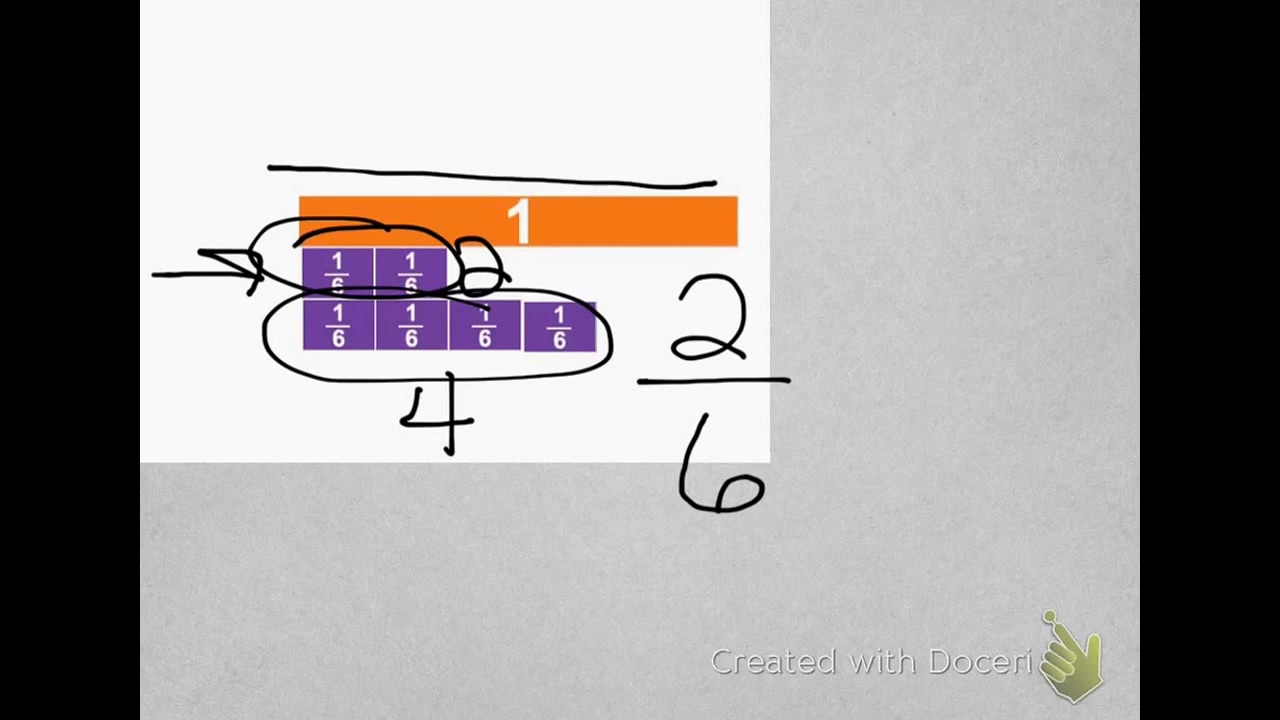 1
1/6 1/6 2
1/6 1/6 1/6 1/6
4
2/6
Created with Doceri